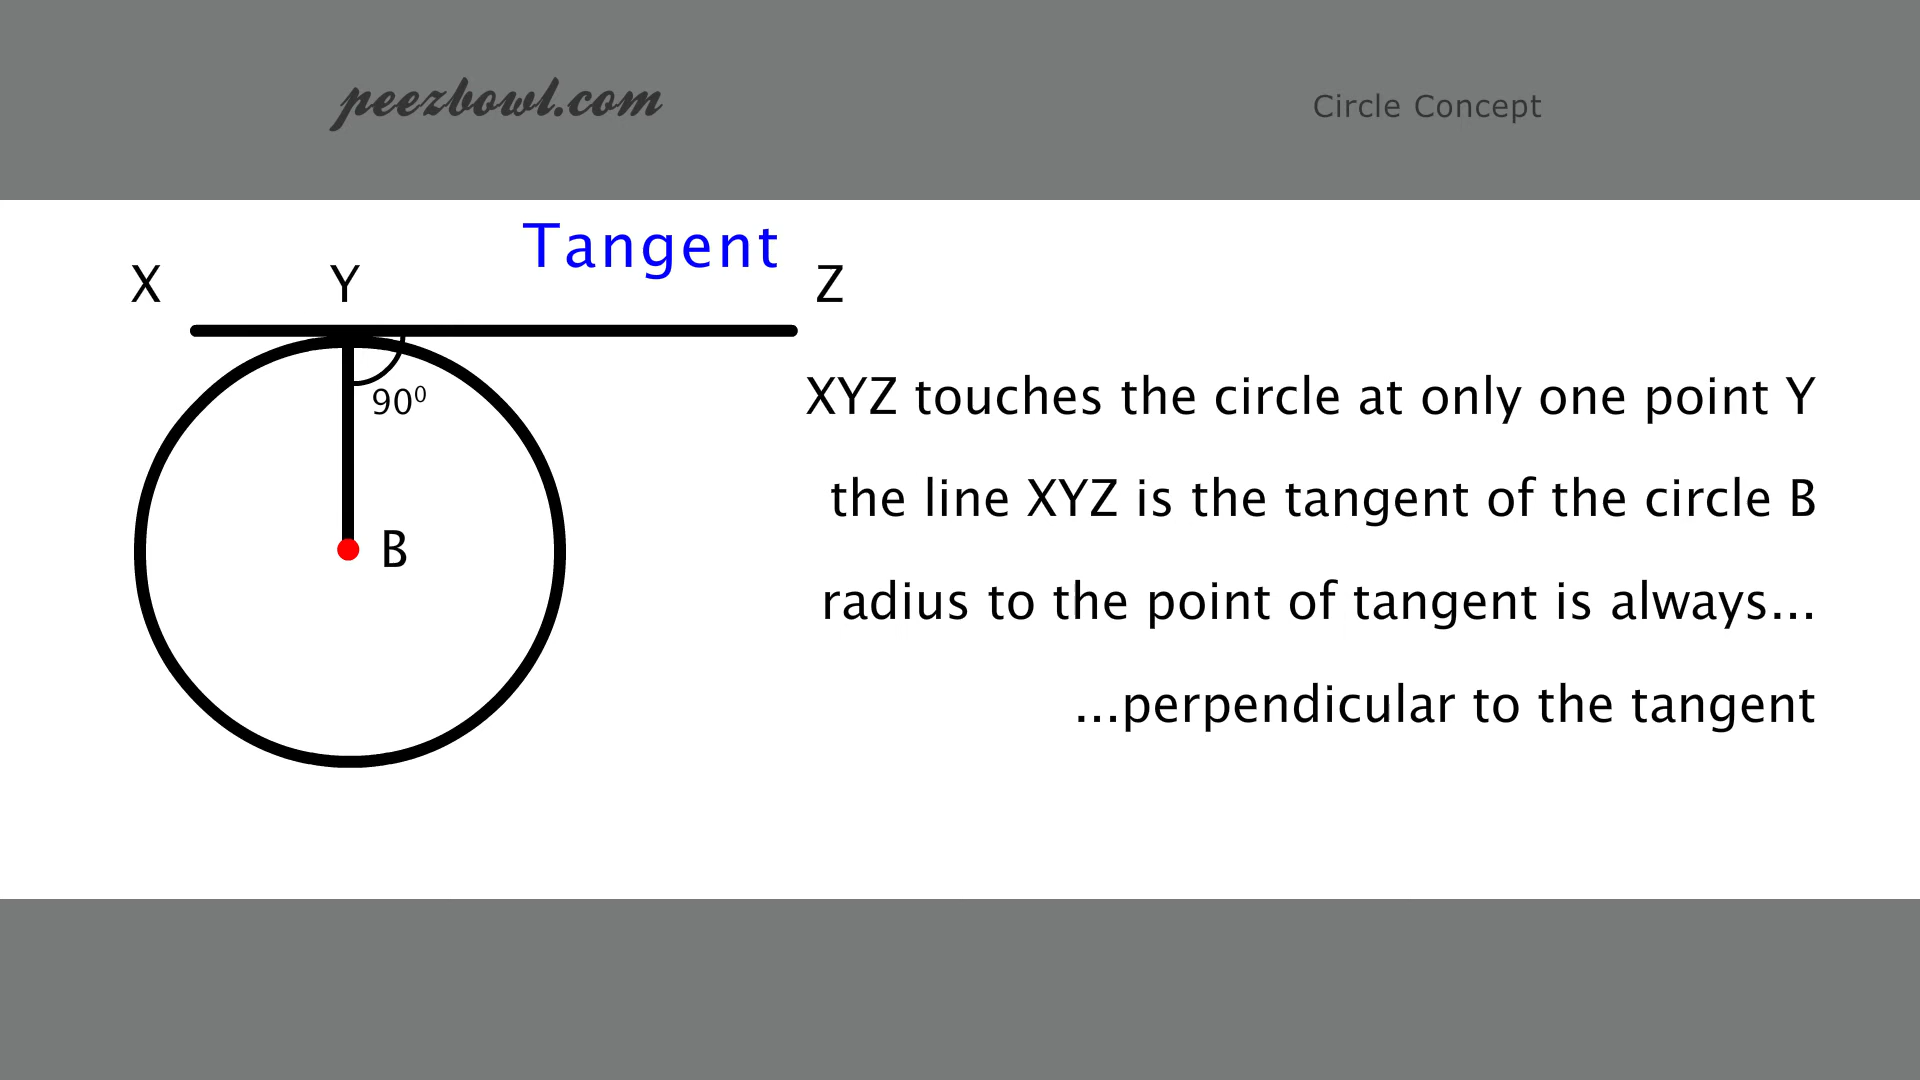 peezbowl.com
Circle Concept
Tangent
X
Y
Z
90⁰
B
XYZ touches the circle at only one point Y
the line XYZ is the tangent of the circle B
radius to the point of tangent is always...
...perpendicular to the tangent